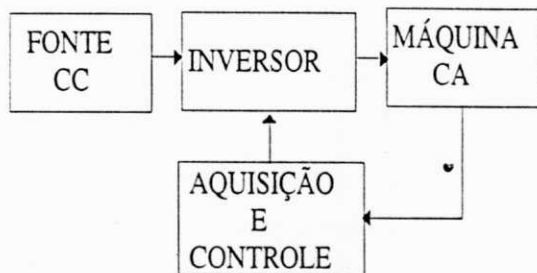 FONTE
CC
INVERSOR
MÁQUINA
CA
AQUISIÇÃO
E
CONTROLE